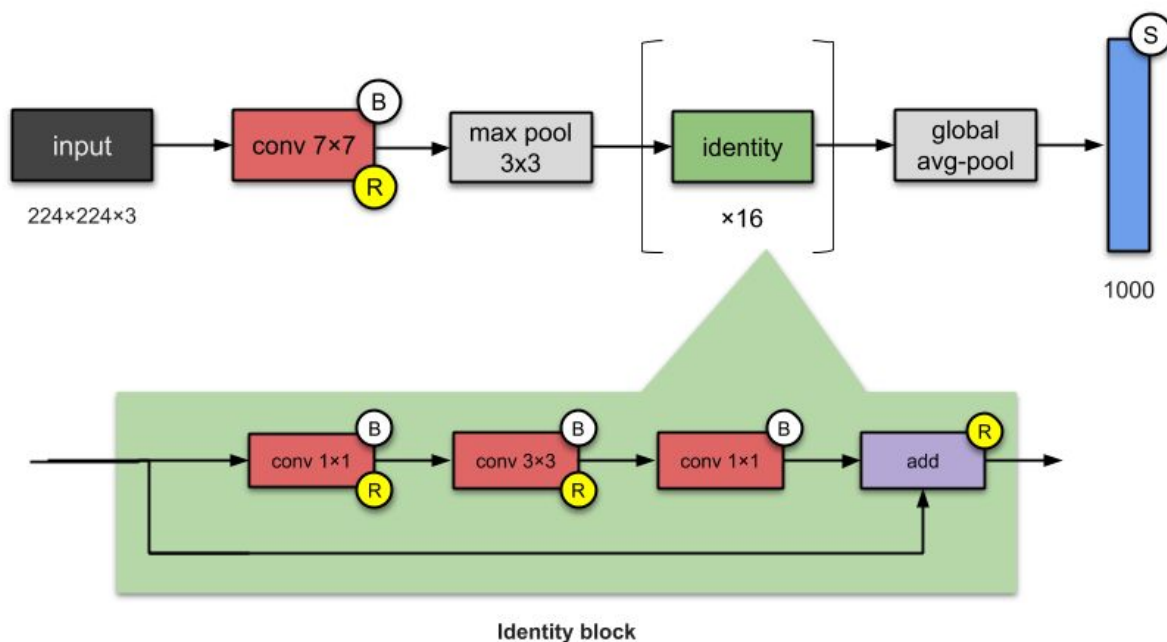 S
B
input
conv 7×7
max pool
3x3
identity
global
avg-pool
R
224×224×3
×16
1000
B
B
B
R
conv 1×1
conv 3×3
conv 1×1
add
R
R
Identity block